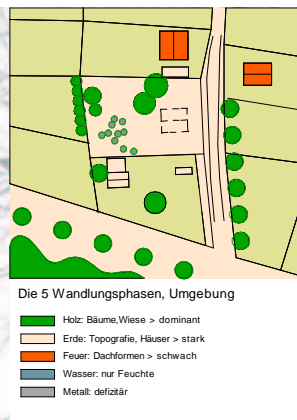 Die 5 Wandlungsphasen, Umgebung
Holz: Bäume,Wiese > dominant
Erde: Topografie, Häuser > stark
Feuer: Dachformen > schwach
Wasser: nur Feuchte
Metall: defizitär